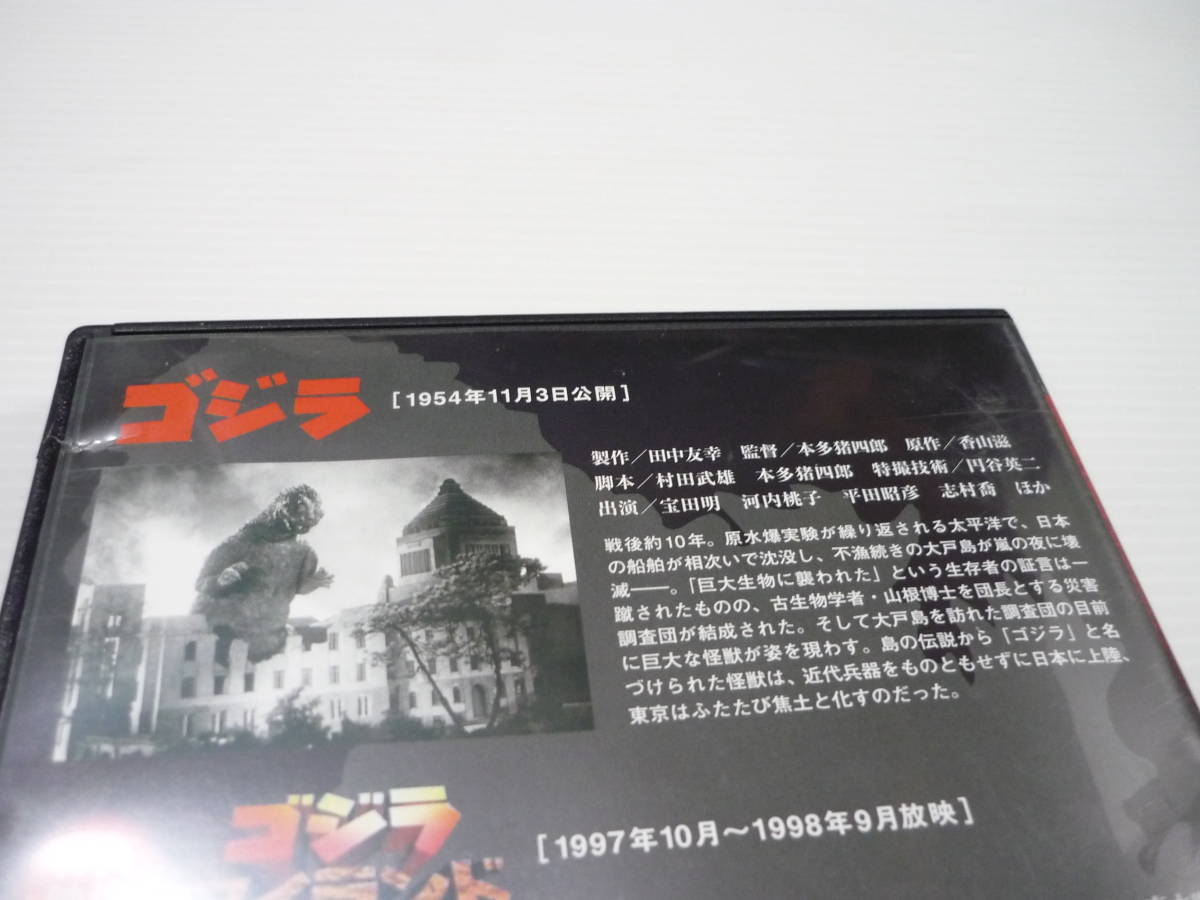 ゴジラ [1954年11月3日公開]
製作／田中友幸 監督／本多猪四郎 原作／香山滋
脚本／村田武雄 本多猪四郎 特撮技術／円谷英二
出演／宝田明 河内桃子 平田昭彦 志村喬 ほか
戦後約10年。原水爆実験が繰り返される太平洋で、日本
の船舶が相次いで沈没し、不漁続きの大戸島が嵐の夜に壊
滅――。「巨大生物に襲われた」という生存者の証言は一
蹴されたものの、古生物学者・山根博士を団長とする災害
調査団が結成された。そして大戸島を訪れた調査団の目前
に巨大な怪獣が姿を現わす。島の伝説から「ゴジラ」と名
づけられた怪獣は、近代兵器をものともせずに日本に上陸、
東京はふたたび焦土と化すのだった。
ゴジラ
[1997年10月～1998年9月放映]